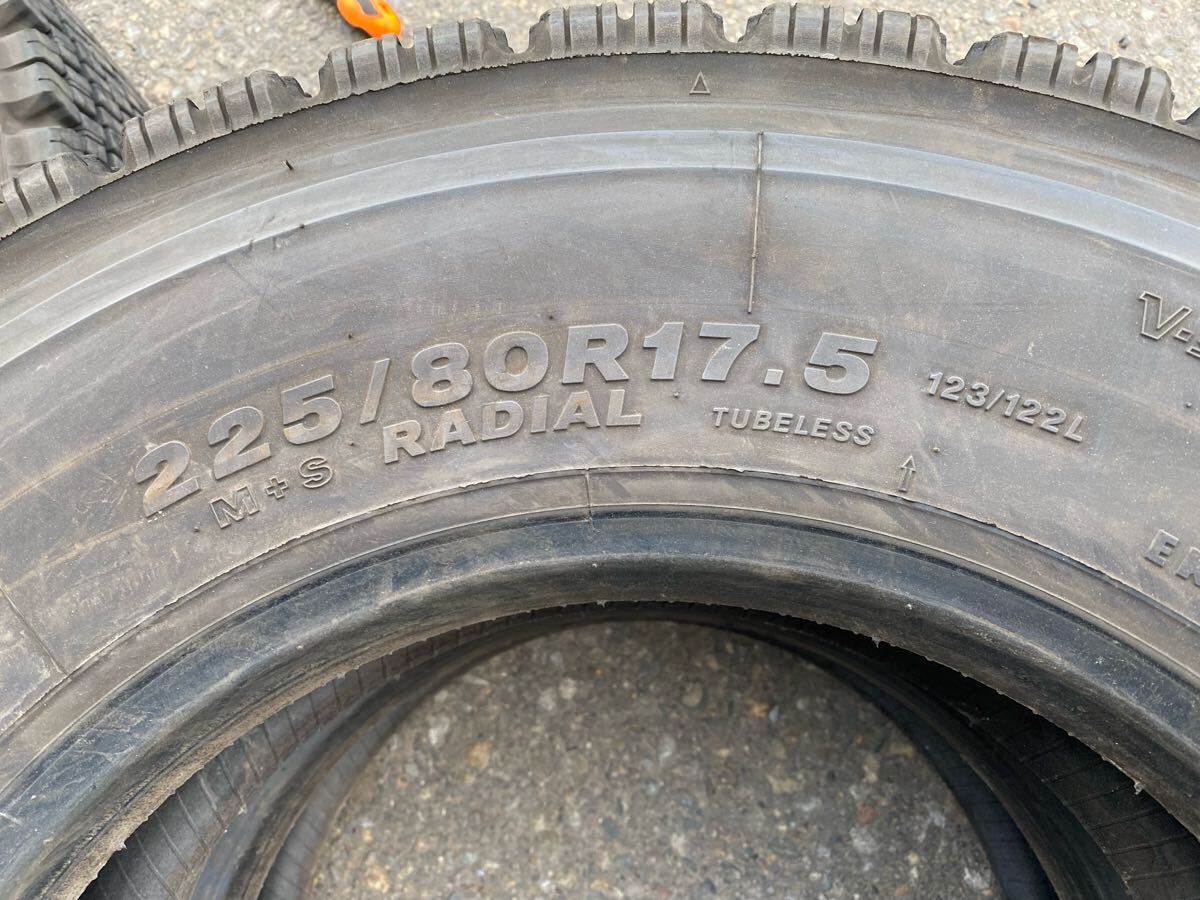 225/80R17.5 123/122L
M+S RADIAL TUBELESS